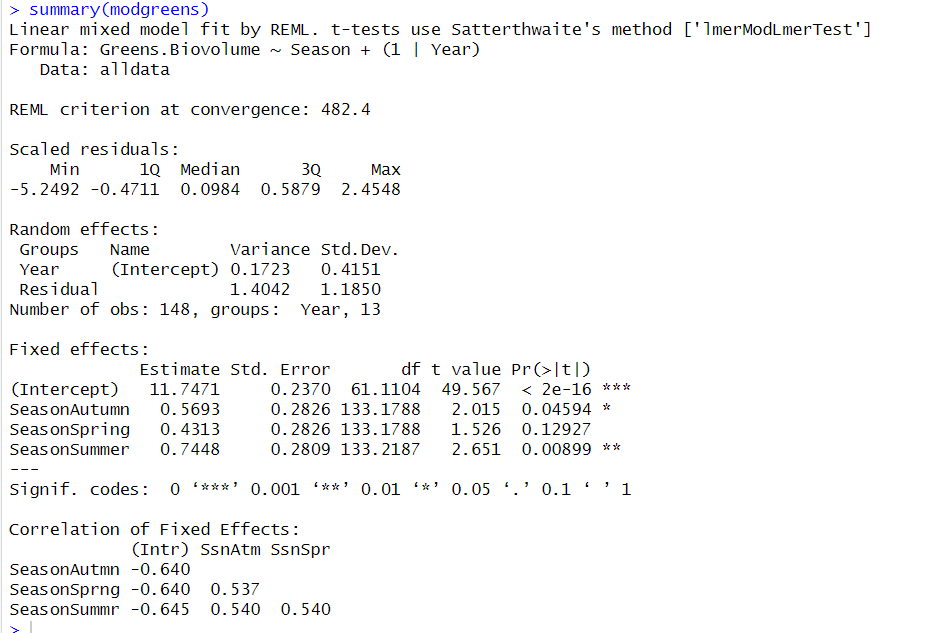 > summary(modgreens)
Linear mixed model fit by REML. t-tests use Satterthwaite's method ['lmerModLmerTest']
Formula: Greens.Biovolume ~ Season + (1 | Year)
   Data: alldata

REML criterion at convergence: 482.4

Scaled residuals:
    Min      1Q  Median      3Q     Max
-5.2492 -0.4711  0.0984  0.5879  2.4548

Random effects:
 Groups   Name        Variance Std.Dev.
 Year     (Intercept) 0.1723   0.4151
 Residual             1.4042   1.1850
Number of obs: 148, groups:  Year, 13

Fixed effects:
             Estimate Std. Error       df t value Pr(>|t|)
(Intercept)   11.7471     0.2370  61.1104  49.567  < 2e-16 ***
SeasonAutumn   0.5693     0.2826 133.1788   2.015  0.04594 *
SeasonSpring   0.4313     0.2826 133.1788   1.526  0.12927
SeasonSummer   0.7448     0.2809 133.2187   2.651  0.00899 **
---
Signif. codes:  0 ‘***’ 0.001 ‘**’ 0.01 ‘*’ 0.05 ‘.’ 0.1 ‘ ’ 1

Correlation of Fixed Effects:
            (Intr) SsnAtm SsnSpr
SeasonAutmn -0.640
SeasonSprng -0.640  0.537
SeasonSummr -0.645  0.540  0.540
>